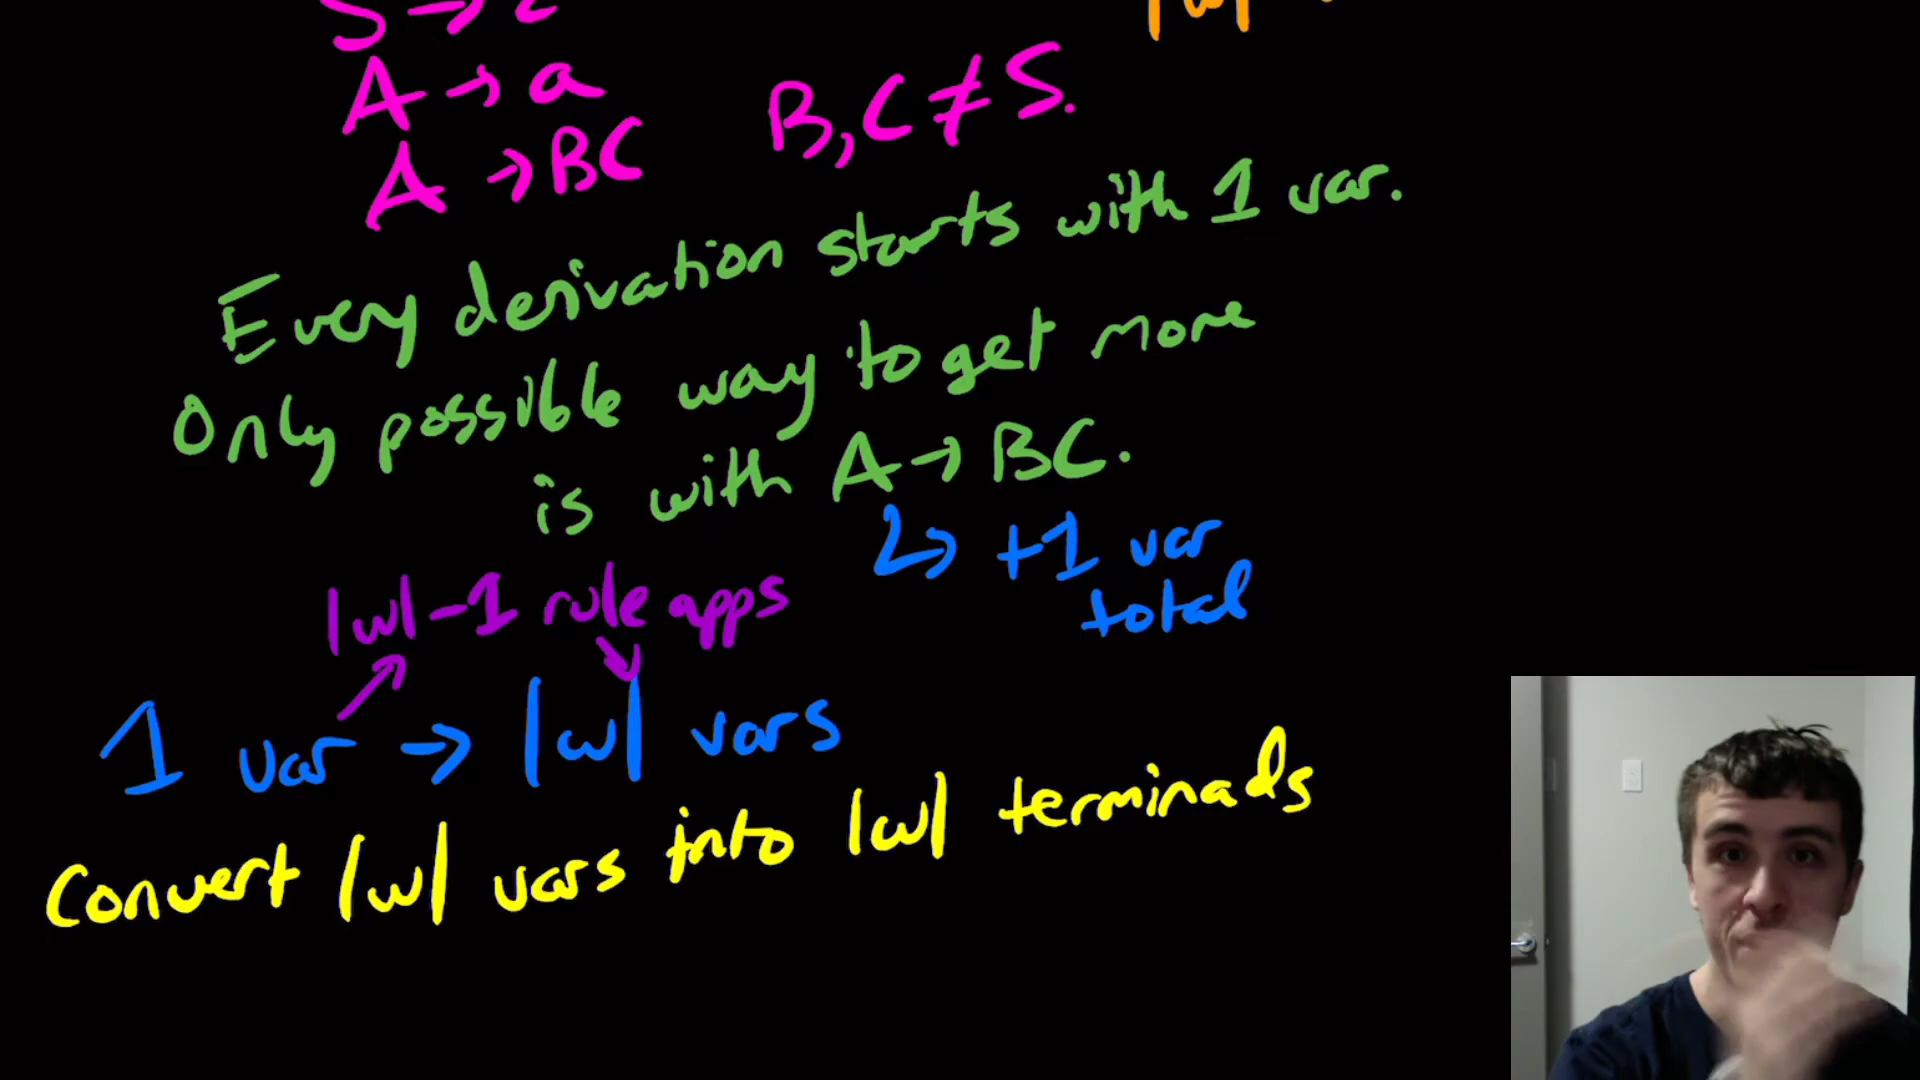 S → ε
A → a
A → BC
B, C ≠ S.
Every derivation starts with 1 var.
Only possible way to get more
is with A → BC.
↳ +1 var
total
|w| - 1 rule apps
1 var → |w| vars
Convert |w| vars into |w| terminals